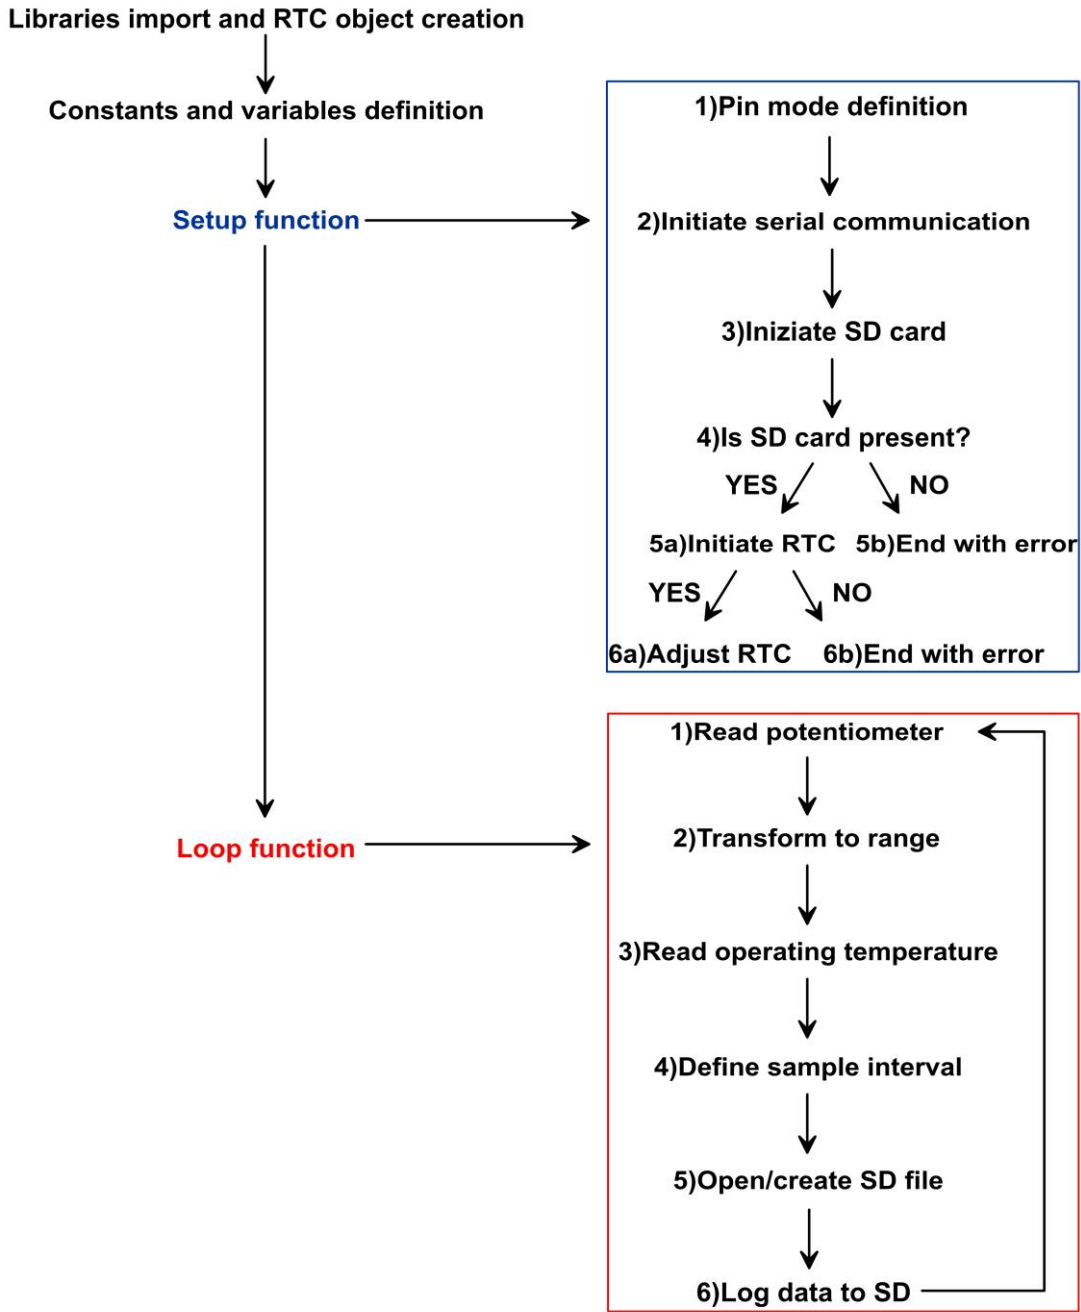 Libraries import and RTC object creation
Constants and variables definition
Setup function
1)Pin mode definition
2)Initiate serial communication
3)Iniziate SD card
4)Is SD card present?
YES
NO
5a)Initiate RTC
5b)End with error
YES
NO
6a)Adjust RTC
6b)End with error
Loop function
1)Read potentiometer
2)Transform to range
3)Read operating temperature
4)Define sample interval
5)Open/create SD file
6)Log data to SD